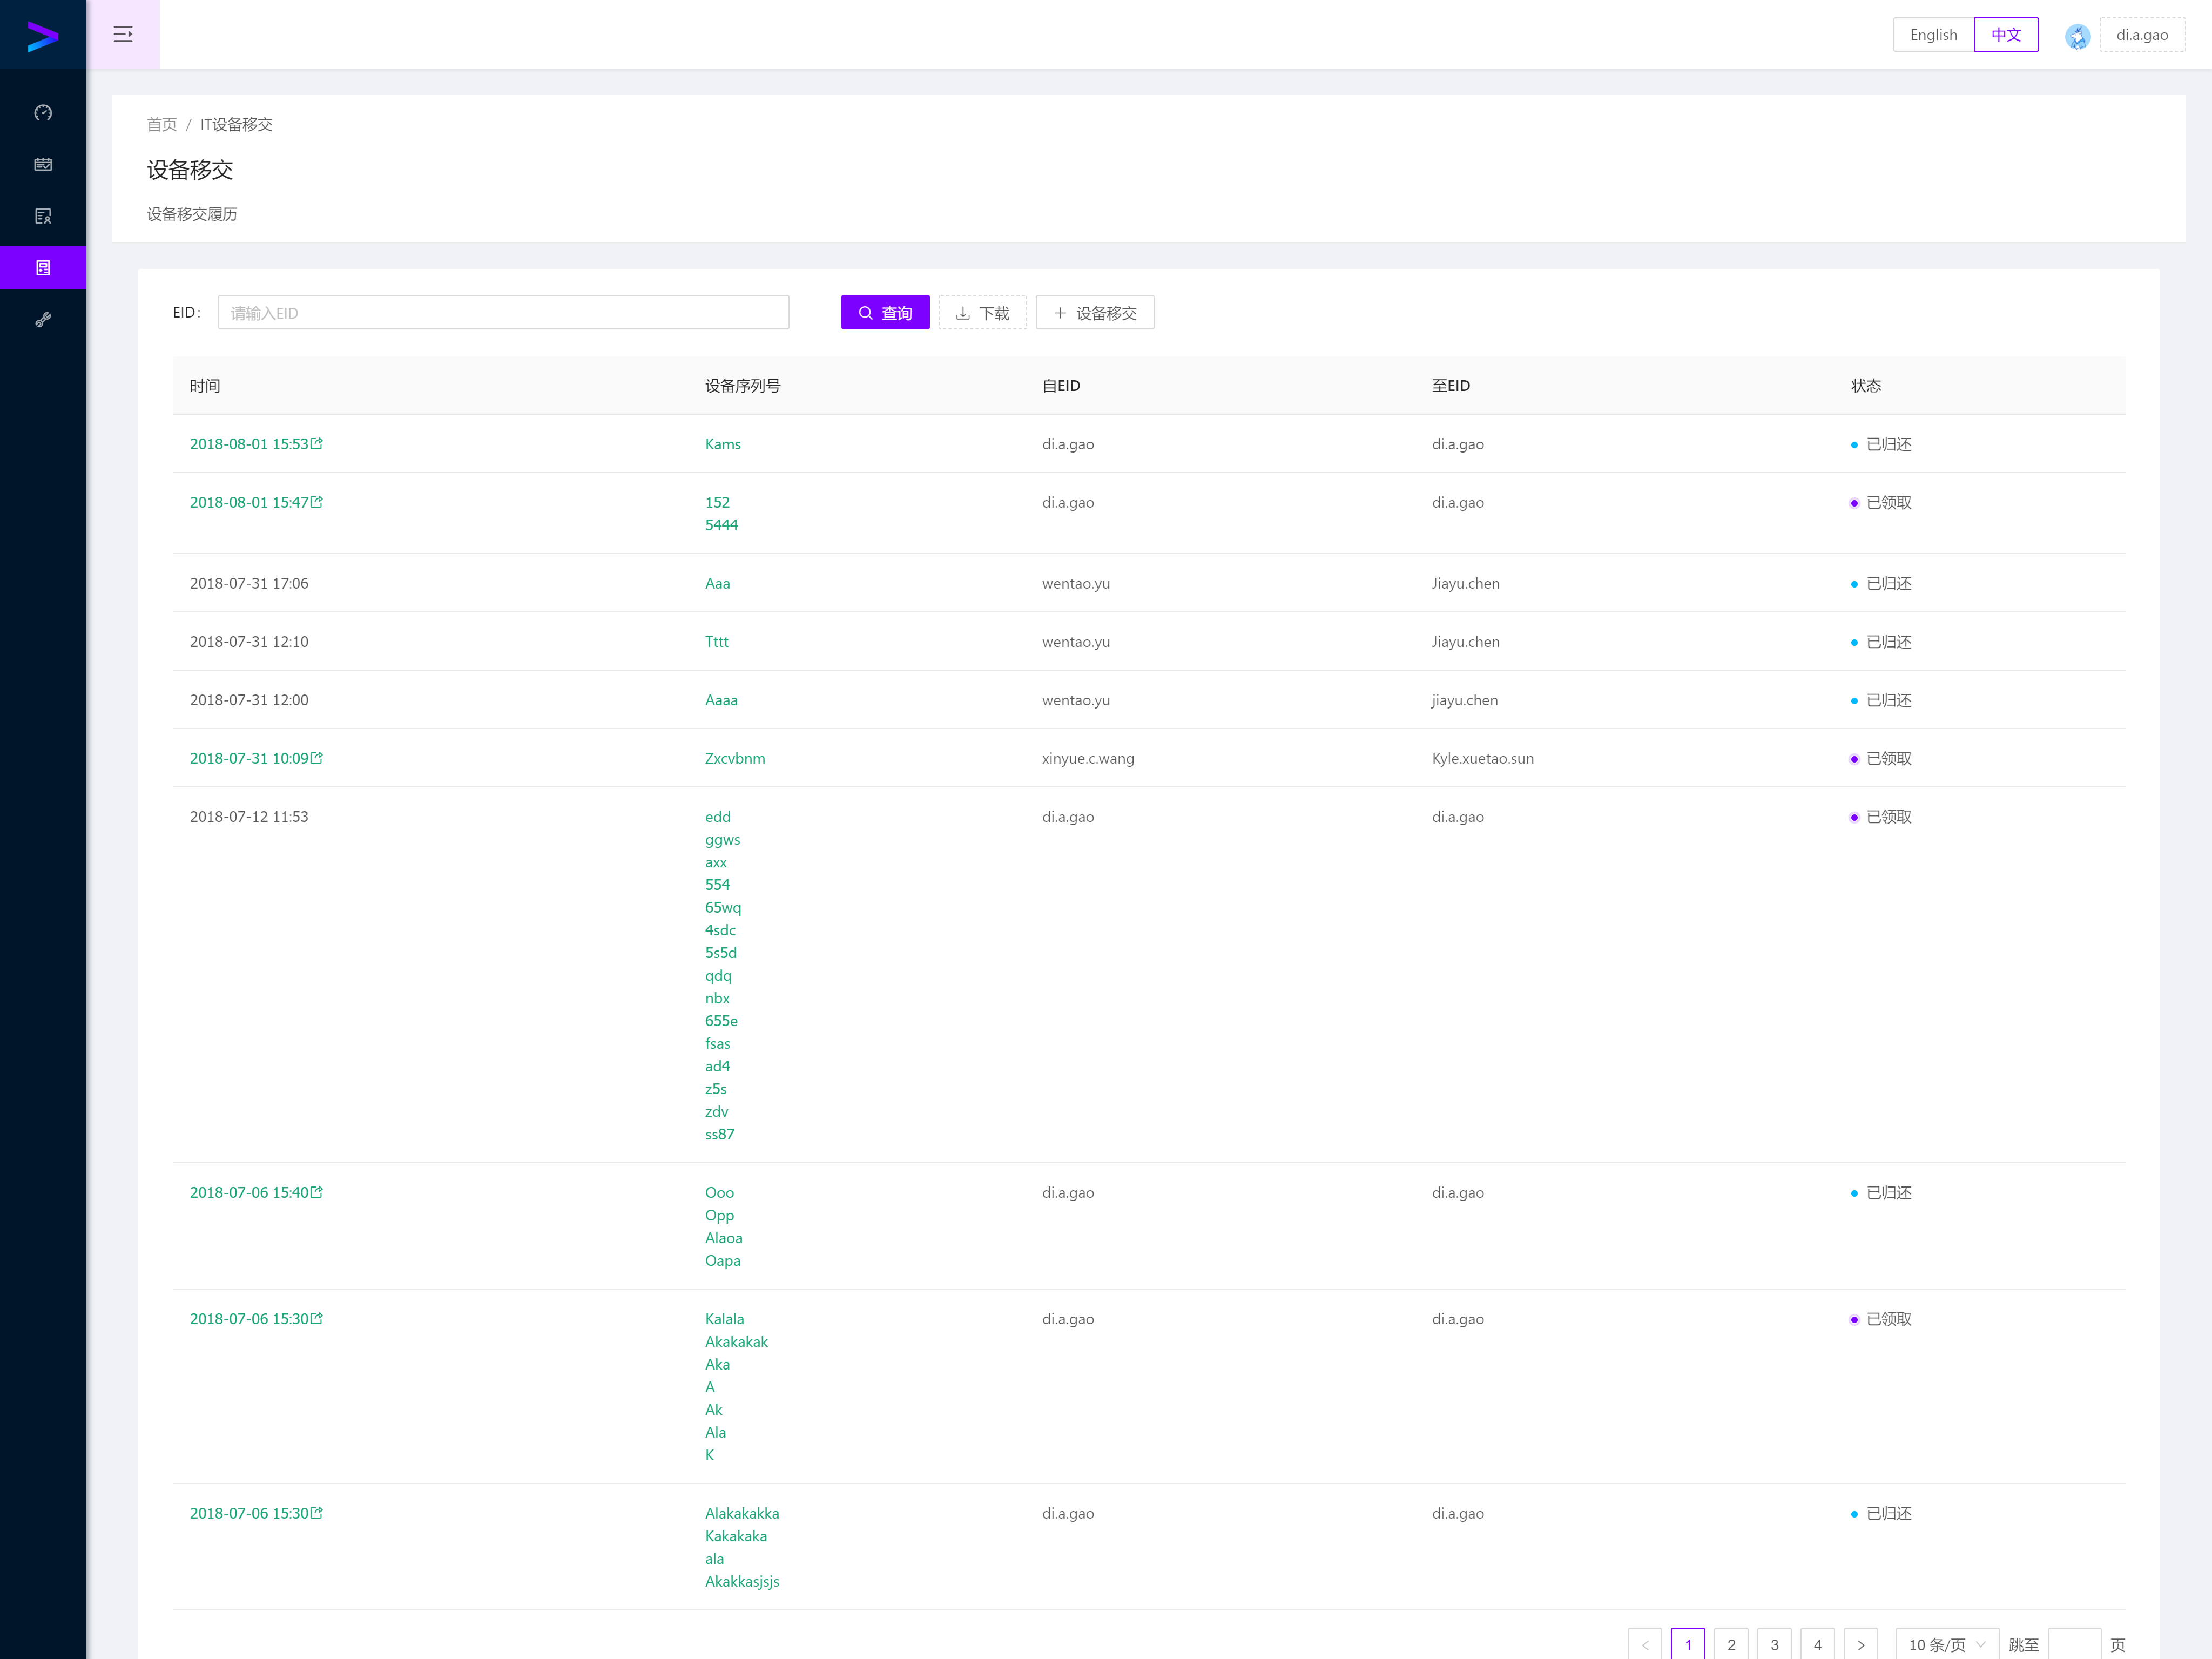 English 中文 di.a.gao
首页 / IT设备移交
设备移交
设备移交履历
EID: 请输入EID 查询 下载 设备移交
时间 设备序列号 自EID 至EID 状态
2018-08-01 15:53 Kams di.a.gao di.a.gao 已归还
2018-08-01 15:47 152 di.a.gao di.a.gao 已领取
5444
2018-07-31 17:06 Aaa wentao.yu Jiayu.chen 已归还
2018-07-31 12:10 Tttt wentao.yu Jiayu.chen 已归还
2018-07-31 12:00 Aaaa wentao.yu jiayu.chen 已归还
2018-07-31 10:09 Zxcvbnm xinyue.c.wang Kyle.xuetao.sun 已领取
2018-07-12 11:53 edd di.a.gao di.a.gao 已领取
ggws
axx
554
65wq
4sdc
5s5d
qdq
nbx
655e
fsas
ad4
z5s
zdv
ss87
2018-07-06 15:40 Ooo di.a.gao di.a.gao 已归还
Opp
Alaoa
Oapa
2018-07-06 15:30 Kalala di.a.gao di.a.gao 已领取
Akakakak
Aka
A
Ak
Ala
K
2018-07-06 15:30 Alakakakka di.a.gao di.a.gao 已归还
Kakakaka
ala
Akakkasjsjs
< 1 2 3 4 > 10 条/页 跳至 页